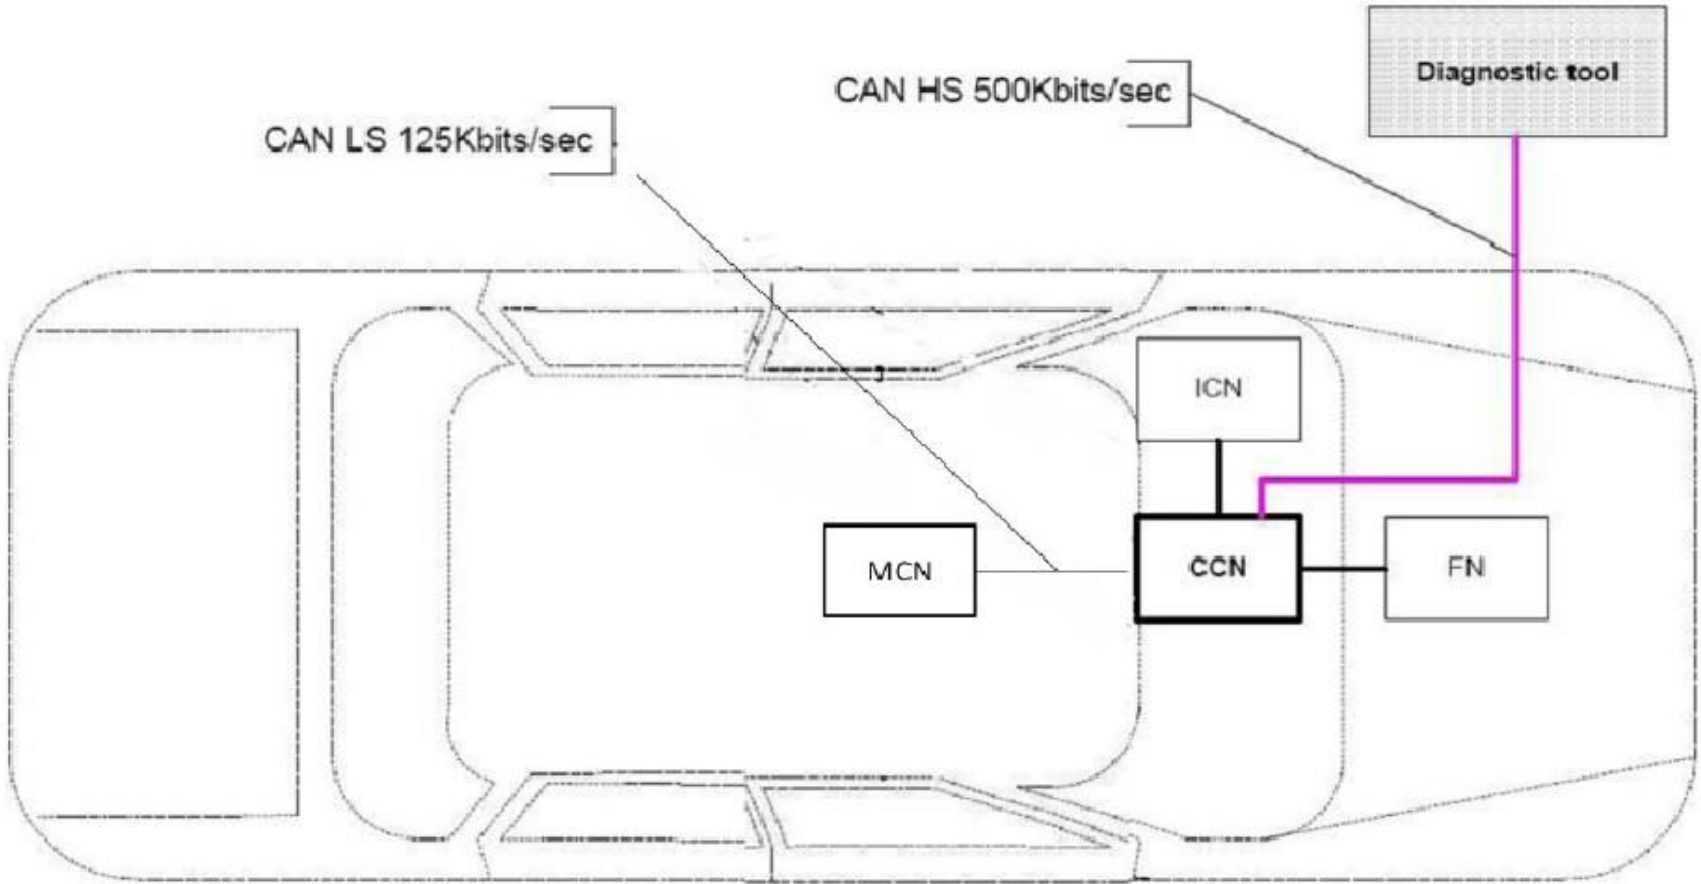 Diagnostic tool
CAN HS 500Kbits/sec
CAN LS 125Kbits/sec
ICN
MCN
CCN
FN